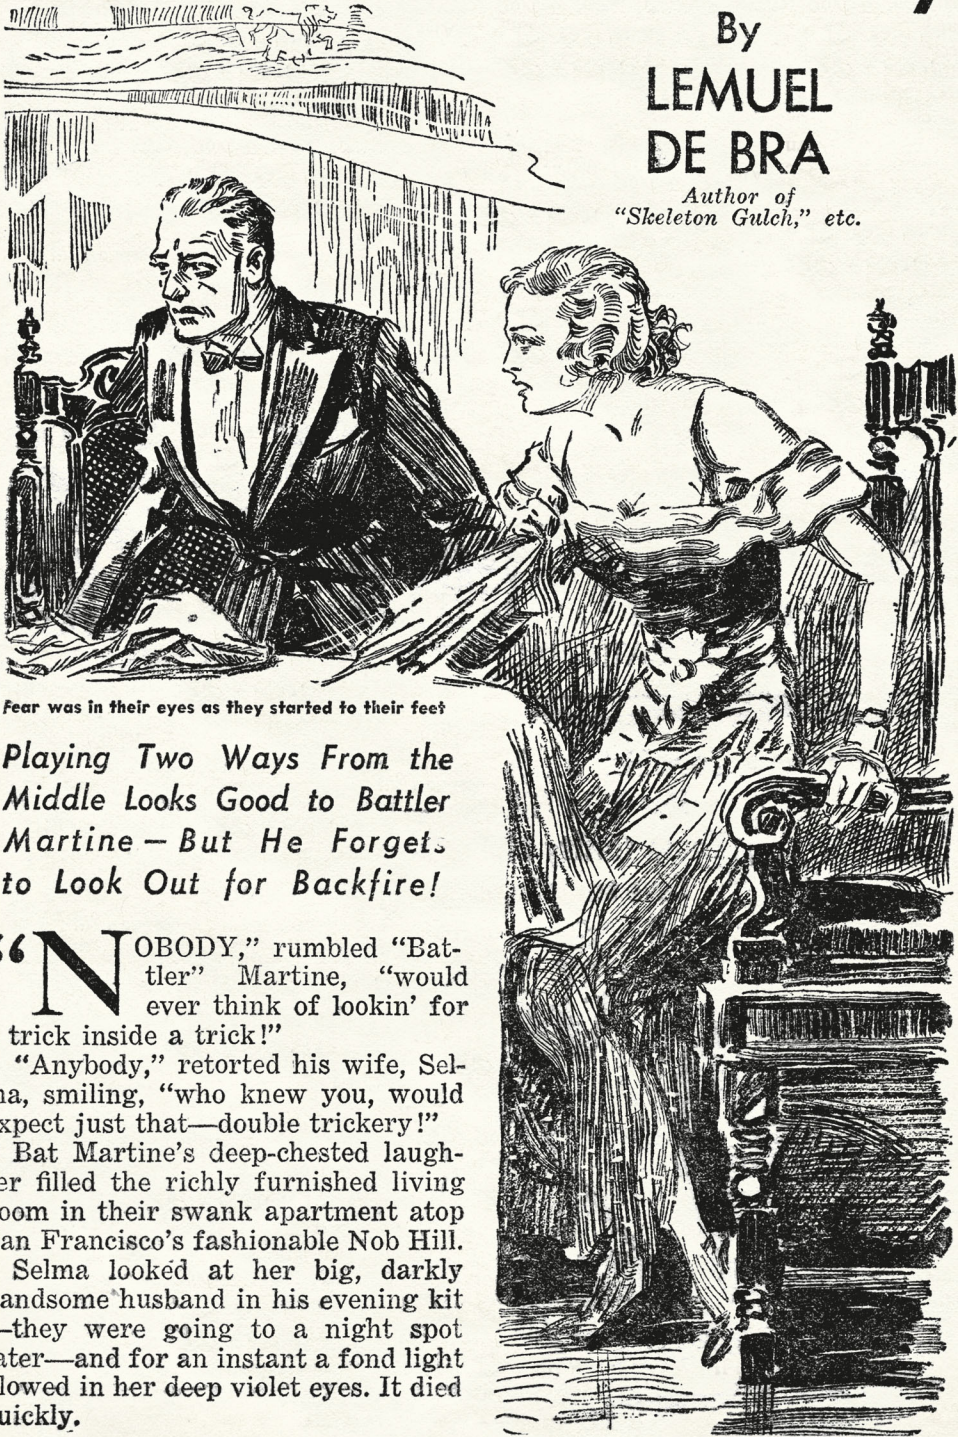 By
LEMUEL
DE BRA
Author of
“Skeleton Gulch,” etc.
Fear was in their eyes as they started to their feet
Playing Two Ways From the
Middle Looks Good to Battler
Martine — But He Forgets
to Look Out for Backfire!
“NOBODY,” rumbled “Bat-
tler” Martine, “would
ever think of lookin’ for
trick inside a trick!”
“Anybody,” retorted his wife, Sel-
na, smiling, “who knew you, would
xpect just that—double trickery!”
Bat Martine’s deep-chested laugh-
er filled the richly furnished living
oom in their swank apartment atop
an Francisco’s fashionable Nob Hill.
Selma looked at her big, darkly
andsome husband in his evening kit
—they were going to a night spot
ater—and for an instant a fond light
lowed in her deep violet eyes. It died
uickly.